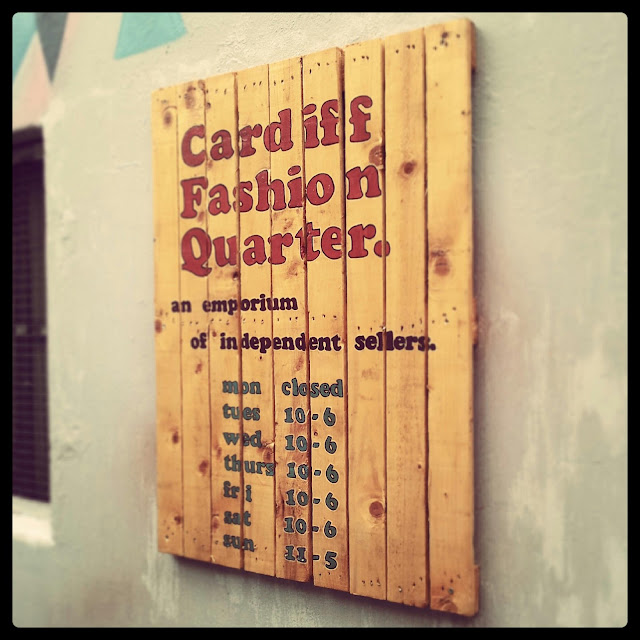 Cardiff
Fashion
Quarter.
an emporium
of independent sellers.
mon closed
tues 10-6
wed 10-6
thurs 10-6
fri 10-6
sat 10-6
sun 11-5